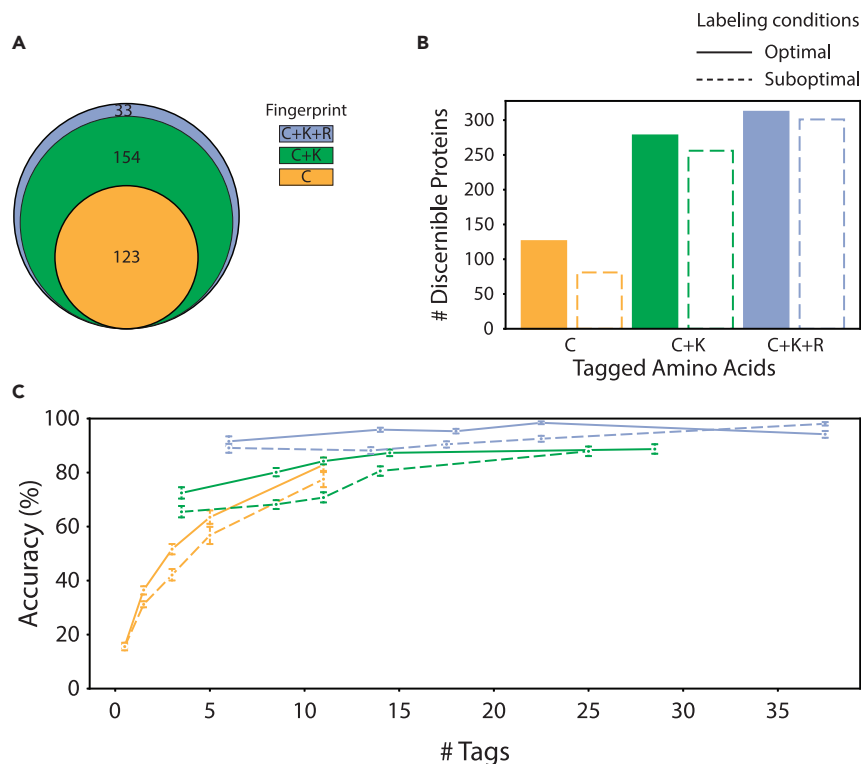 A
33
154
123
Fingerprint
C+K+R
C+K
C
B
Labeling conditions
Optimal
Suboptimal
# Discernible Proteins
300
250
200
150
100
50
0
C C+K C+K+R
Tagged Amino Acids
C
Accuracy (%)
100
80
60
40
20
0
0 5 10 15 20 25 30 35
# Tags